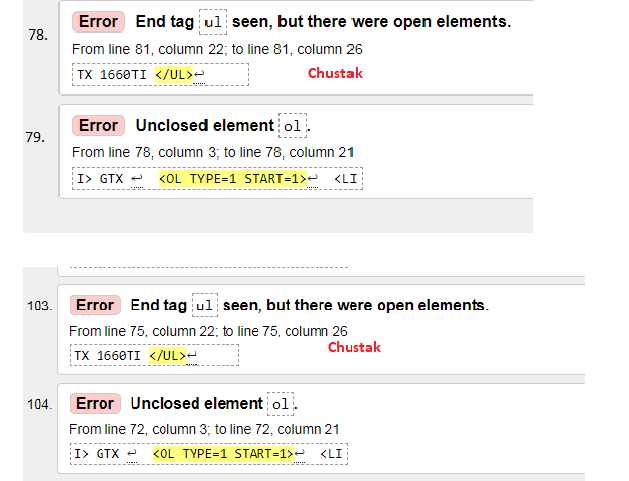 78. Error End tag ul seen, but there were open elements.
From line 81, column 22; to line 81, column 26
TX 1660TI </UL>↩
Chustak
79. Error Unclosed element ol.
From line 78, column 3; to line 78, column 21
I> GTX ↩ <OL TYPE=1 START=1>↩ <LI
103. Error End tag ul seen, but there were open elements.
From line 75, column 22; to line 75, column 26
TX 1660TI </UL>↩
Chustak
104. Error Unclosed element ol.
From line 72, column 3; to line 72, column 21
I> GTX ↩ <OL TYPE=1 START=1>↩ <LI